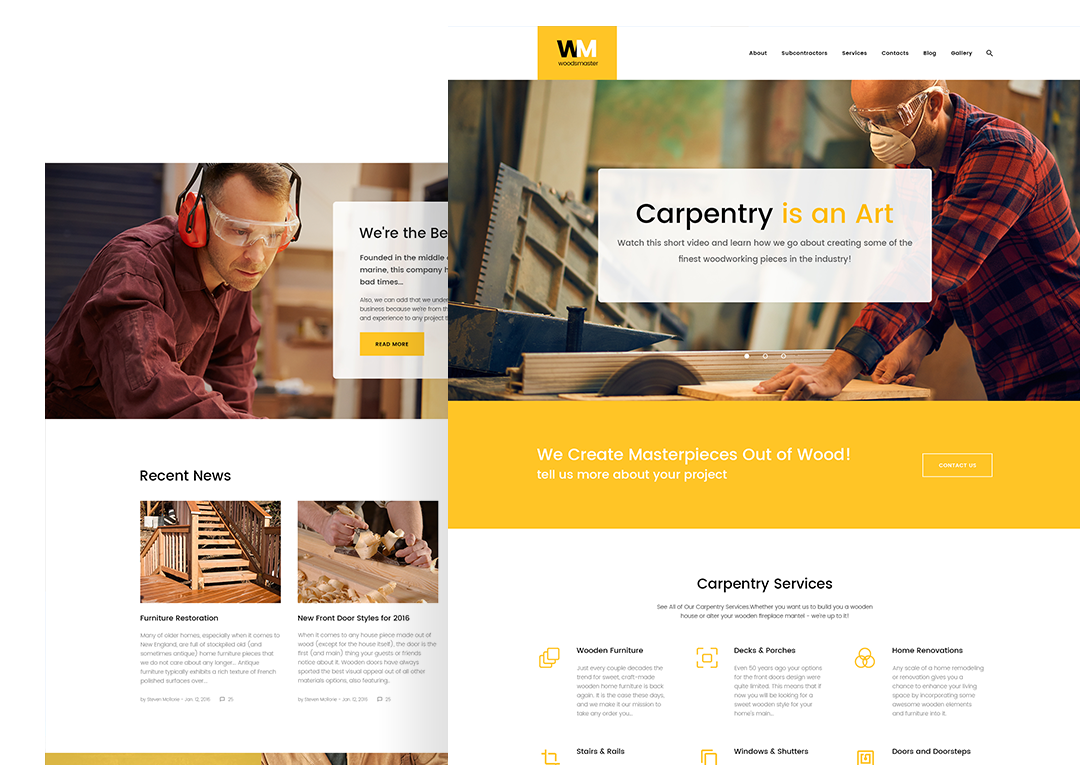 WM
woodsmaster
About Subcontractors Services Contacts Blog Gallery
Carpentry is an Art
Watch this short video and learn how we go about creating some of the
finest woodworking pieces in the industry!
We Create Masterpieces Out of Wood!
tell us more about your project
CONTACT US
Carpentry Services
See All of Our Carpentry Services.Whether you want us to build you a wooden
house or alter your wooden fireplace mantel - we're up to it!
Wooden Furniture
Just every couple decades the
trend for sweet, craft-made
wooden home furniture is back
again. It is the case these days,
and we make it our mission to
take any order you...
Decks & Porches
Even 50 years ago your options
for the front doors design were
quite limited. This means that if
now you will be looking for a
sweet wooden style for your
home's main...
Home Renovations
Any scale of a home remodeling
or renovation gives you a
chance to enhance your living
space by incorporating some
awesome wooden elements
and furniture into it.
Stairs & Rails
Windows & Shutters
Doors and Doorsteps
We're the Be
Founded in the middle
marine, this company h
bad times...
Also, we can add that we unde
business because we're from th
and experience to any project t
READ MORE
Recent News
Furniture Restoration
Many of older homes, especially when it comes to
New England, are full of stockpiled old (and
sometimes antique) home furniture pieces that
we do not care about any longer... Antique
furniture typically exhibits a rich texture of French
polished surfaces over...
by Steven McRone - Jan. 12, 2016 25
New Front Door Styles for 2016
When it comes to any house piece made out of
wood (except for the house itself), the door is the
first (and main) thing your guests or friends
notice about it. Wooden doors have always
sported the best visual appeal out of all other
materials options, also featuring...
by Steven McRone - Jan. 12, 2016 25